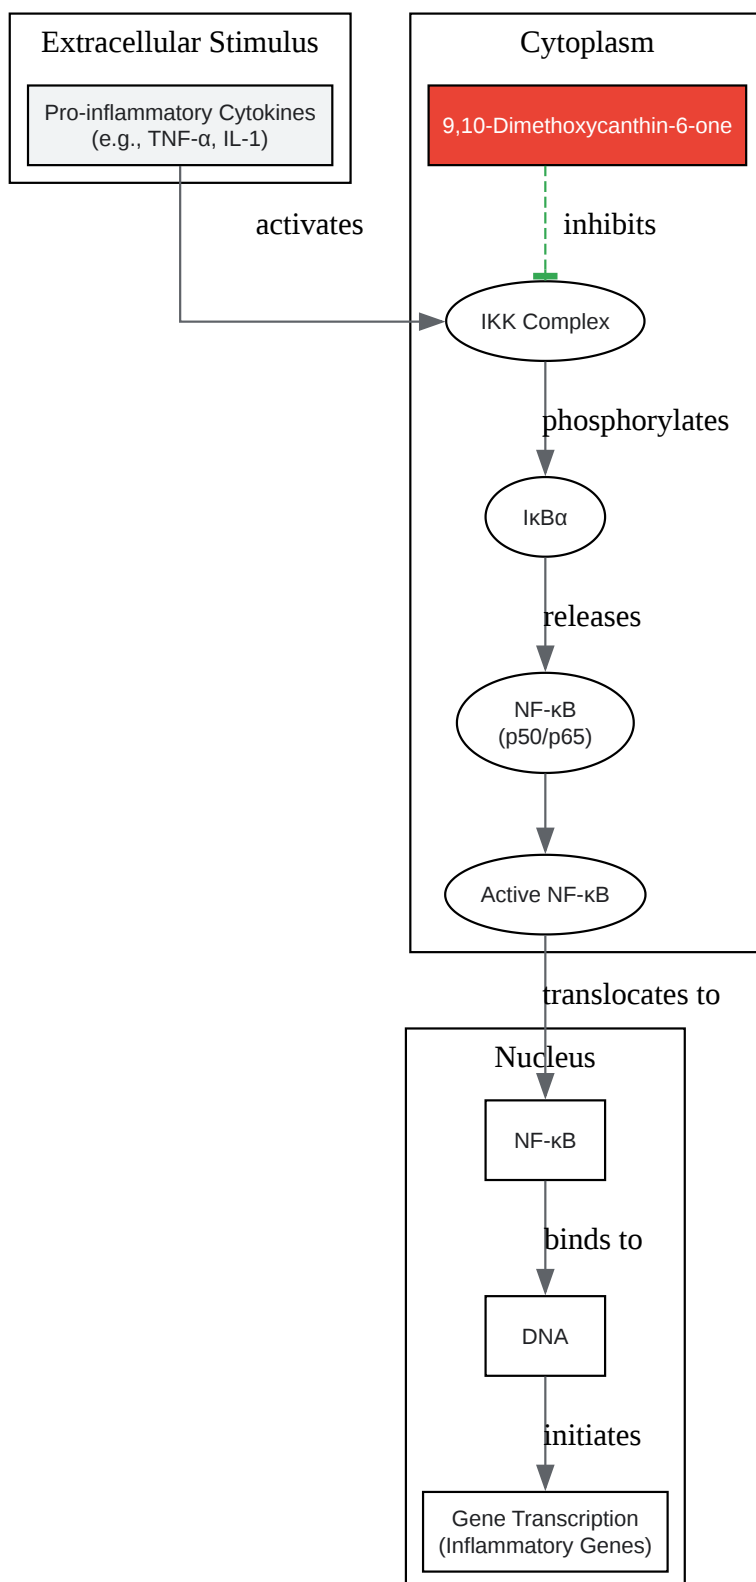 Extracellular Stimulus
Pro-inflammatory Cytokines
(e.g., TNF-α, IL-1)
activates
Cytoplasm
9,10-Dimethoxycanthin-6-one
inhibits
IKK Complex
phosphorylates
IκBα
releases
NF-κB
(p50/p65)
Active NF-κB
translocates to
Nucleus
NF-κB
binds to
DNA
initiates
Gene Transcription
(Inflammatory Genes)